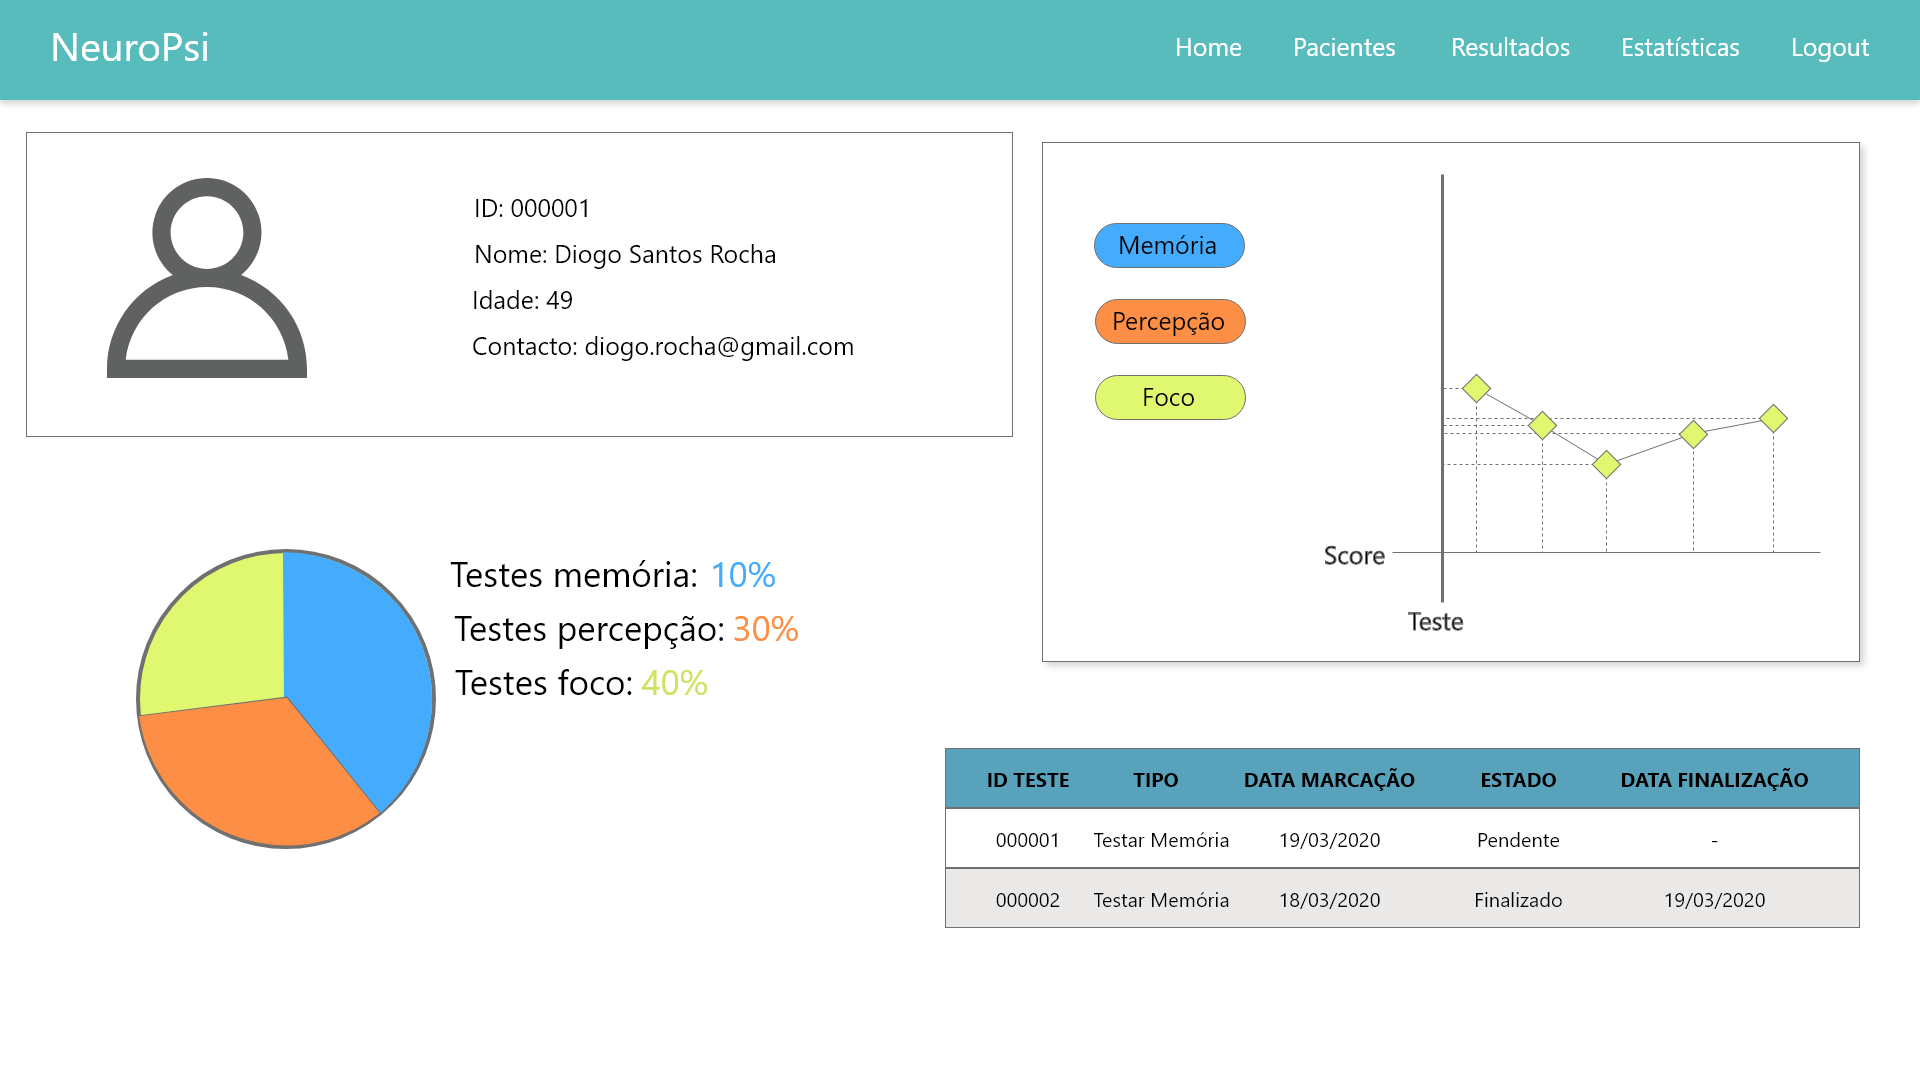 NeuroPsi
Home Pacientes Resultados Estatísticas Logout
ID: 000001
Nome: Diogo Santos Rocha
Idade: 49
Contacto: diogo.rocha@gmail.com
Memória
Percepção
Foco
Score
Teste
Testes memória: 10%
Testes percepção: 30%
Testes foco: 40%
ID TESTE TIPO DATA MARCAÇÃO ESTADO DATA FINALIZAÇÃO
000001 Testar Memória 19/03/2020 Pendente -
000002 Testar Memória 18/03/2020 Finalizado 19/03/2020